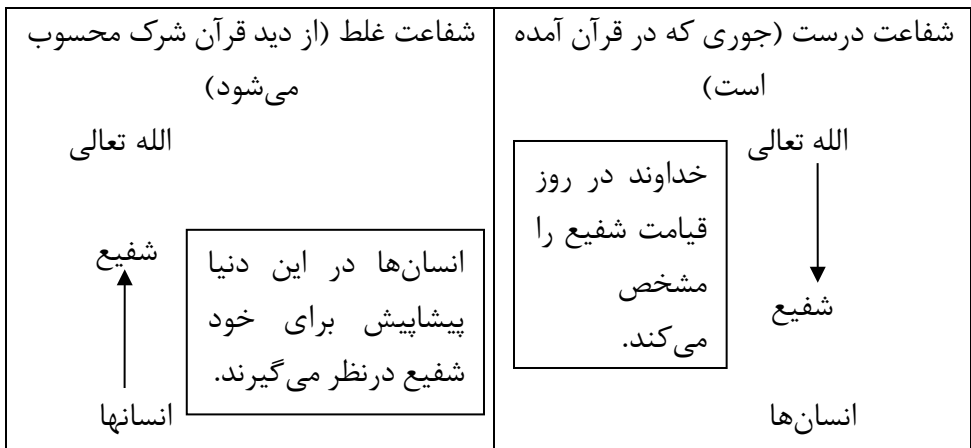 شفاعت درست (جوری که در قرآن آمده
است)
الله تعالی
خداوند در روز
قیامت شفیع را
مشخص
می‌کند.
شفیع
انسان‌ها
شفاعت غلط (از دید قرآن شرک محسوب
می‌شود)
الله تعالی
شفیع
انسان‌ها در این دنیا
پیشاپیش برای خود
شفیع درنظر می‌گیرند.
انسانها